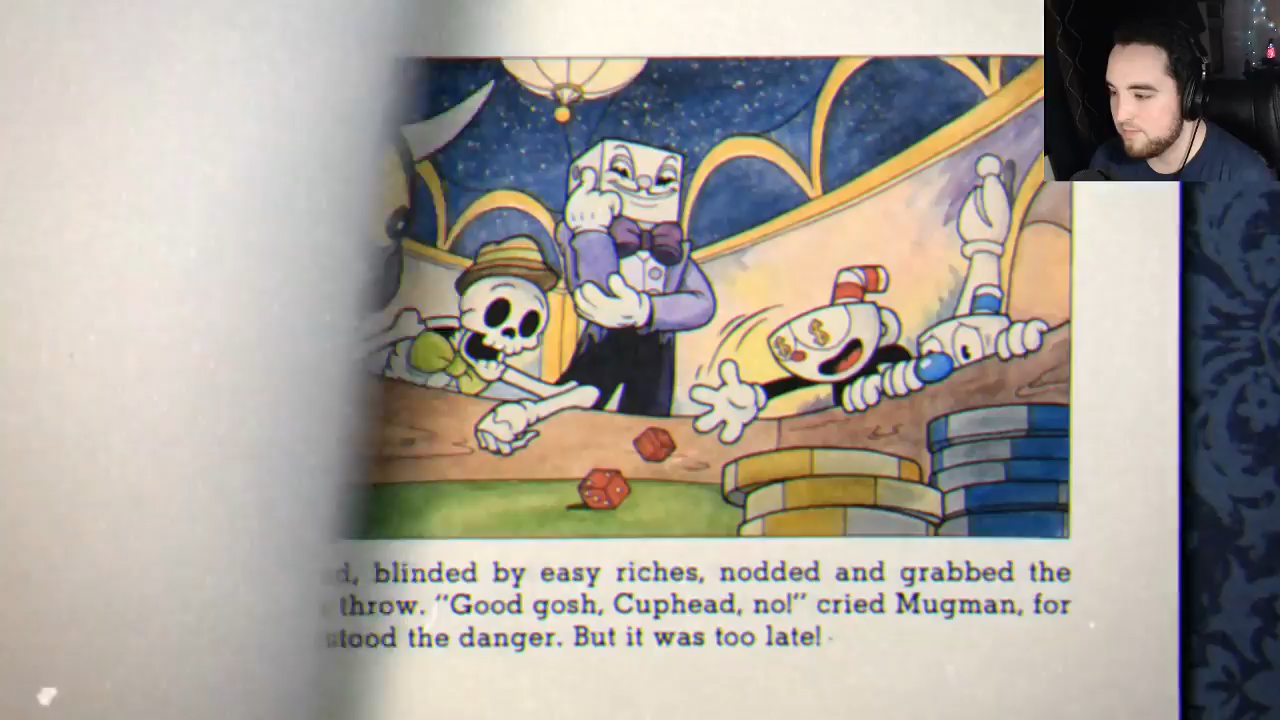 blinded by easy riches, nodded and grabbed the
throw. "Good gosh, Cuphead, no!" cried Mugman, for
the danger. But it was too late!